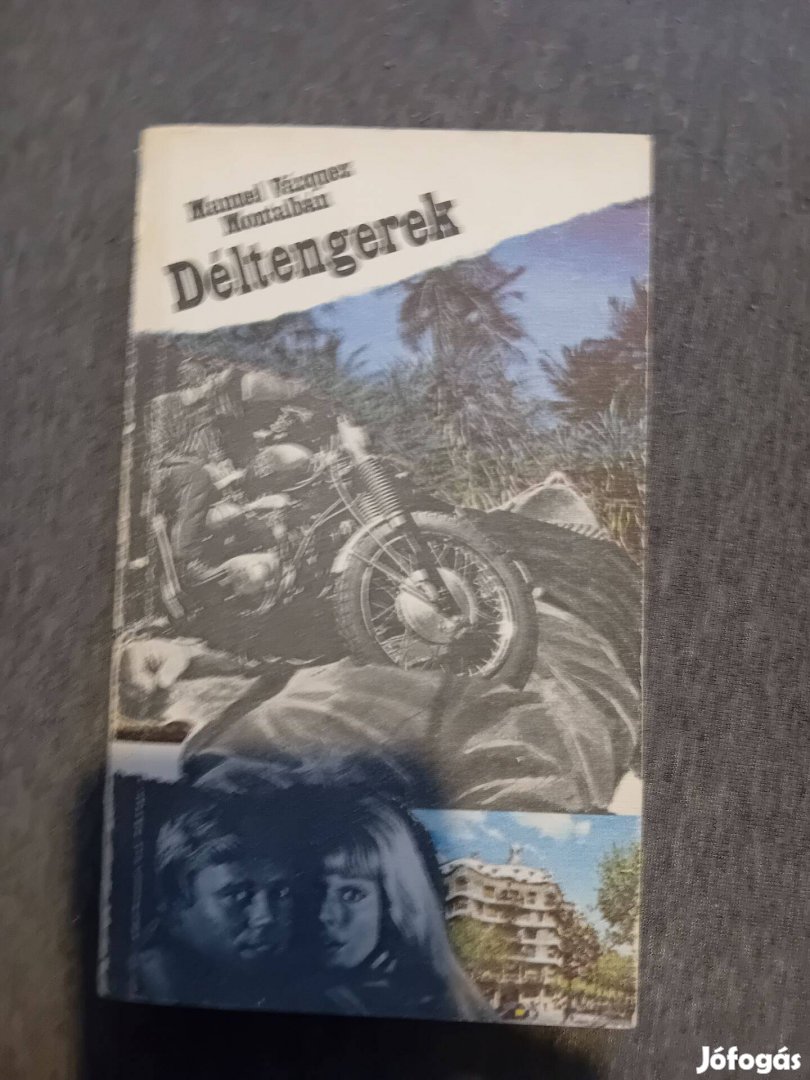 Manuel Vázquez
Montalbán
Déltengerek
Jófogás